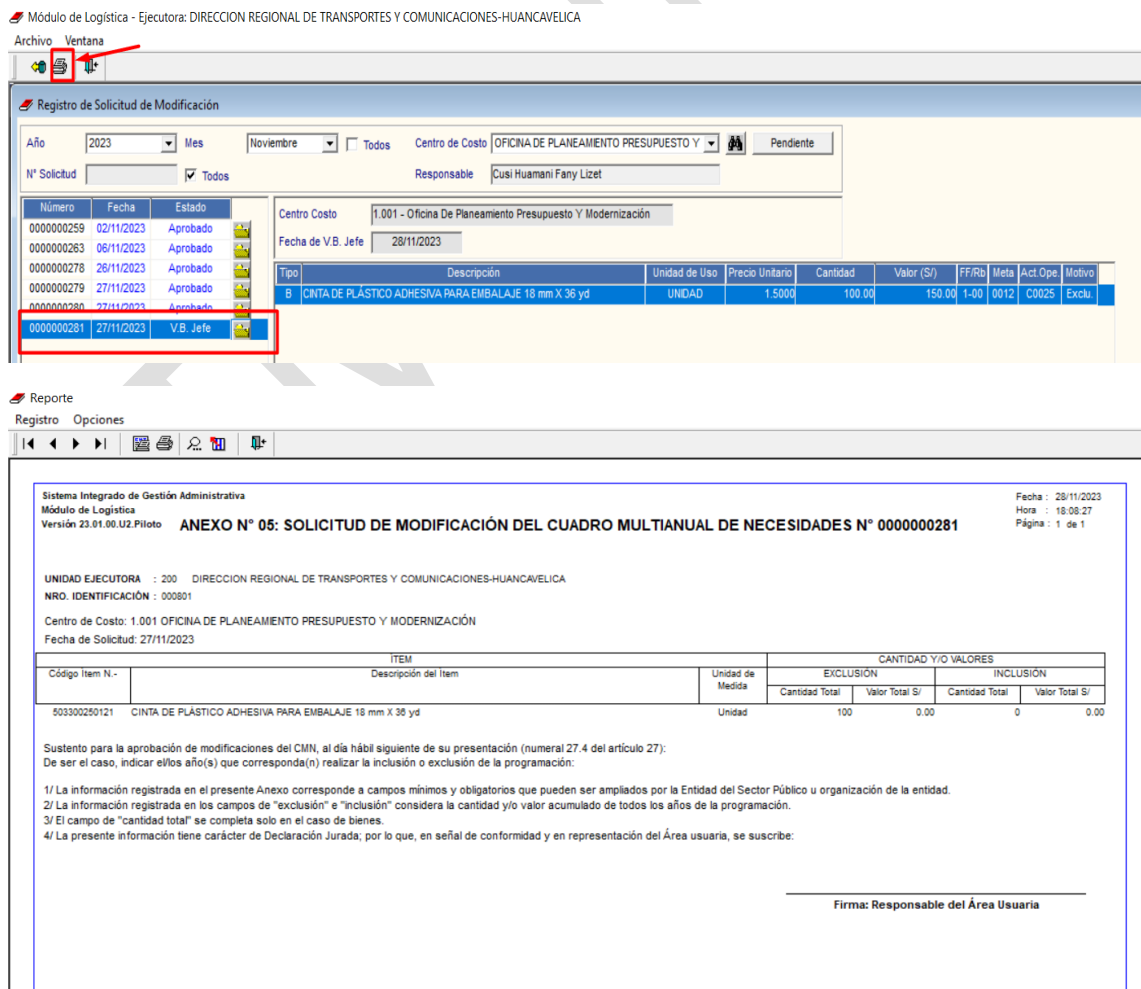 Módulo de Logística - Ejecutora: DIRECCION REGIONAL DE TRANSPORTES Y COMUNICACIONES-HUANCAVELICA
Archivo Ventana
Registro de Solicitud de Modificación
Año 2023 Mes Noviembre Todos Centro de Costo OFICINA DE PLANEAMIENTO PRESUPUESTO Y Pendiente
N° Solicitud Todos Responsable Cusi Huamani Fany Lizet
Número Fecha Estado
0000000259 02/11/2023 Aprobado
0000000263 06/11/2023 Aprobado
0000000278 26/11/2023 Aprobado
0000000279 27/11/2023 Aprobado
0000000280 27/11/2023 Aprobado
0000000281 27/11/2023 V.B. Jefe
Centro Costo 1.001 - Oficina De Planeamiento Presupuesto Y Modernización
Fecha de V.B. Jefe 28/11/2023
Tipo Descripción Unidad de Uso Precio Unitario Cantidad Valor (S/) FF/Rb Meta Act.Ope. Motivo
B CINTA DE PLÁSTICO ADHESIVA PARA EMBALAJE 18 mm X 36 yd UNIDAD 1.5000 100.00 150.00 1-00 0012 C0025 Exclu.
Reporte
Registro Opciones
Sistema Integrado de Gestión Administrativa
Módulo de Logística
Versión 23.01.00.U2.Piloto
ANEXO N° 05: SOLICITUD DE MODIFICACIÓN DEL CUADRO MULTIANUAL DE NECESIDADES N° 0000000281
Fecha : 28/11/2023
Hora : 18:08:27
Página : 1 de 1
UNIDAD EJECUTORA : 200 DIRECCION REGIONAL DE TRANSPORTES Y COMUNICACIONES-HUANCAVELICA
NRO. IDENTIFICACIÓN : 000801
Centro de Costo: 1.001 OFICINA DE PLANEAMIENTO PRESUPUESTO Y MODERNIZACIÓN
Fecha de Solicitud: 27/11/2023
ÍTEM CANTIDAD Y/O VALORES
Código Ítem N.- Descripción del Ítem Unidad de Medida EXCLUSIÓN INCLUSIÓN
Cantidad Total Valor Total S/ Cantidad Total Valor Total S/
503300250121 CINTA DE PLÁSTICO ADHESIVA PARA EMBALAJE 18 mm X 36 yd Unidad 100 0.00 0 0.00
Sustento para la aprobación de modificaciones del CMN, al día hábil siguiente de su presentación (numeral 27.4 del artículo 27):
De ser el caso, indicar el/los año(s) que corresponda(n) realizar la inclusión o exclusión de la programación:
1/ La información registrada en el presente Anexo corresponde a campos mínimos y obligatorios que pueden ser ampliados por la Entidad del Sector Público u organización de la entidad.
2/ La información registrada en los campos de "exclusión" e "inclusión" considera la cantidad y/o valor acumulado de todos los años de la programación.
3/ El campo de "cantidad total" se completa solo en el caso de bienes.
4/ La presente información tiene carácter de Declaración Jurada; por lo que, en señal de conformidad y en representación del Área usuaria, se suscribe:
Firma: Responsable del Área Usuaria